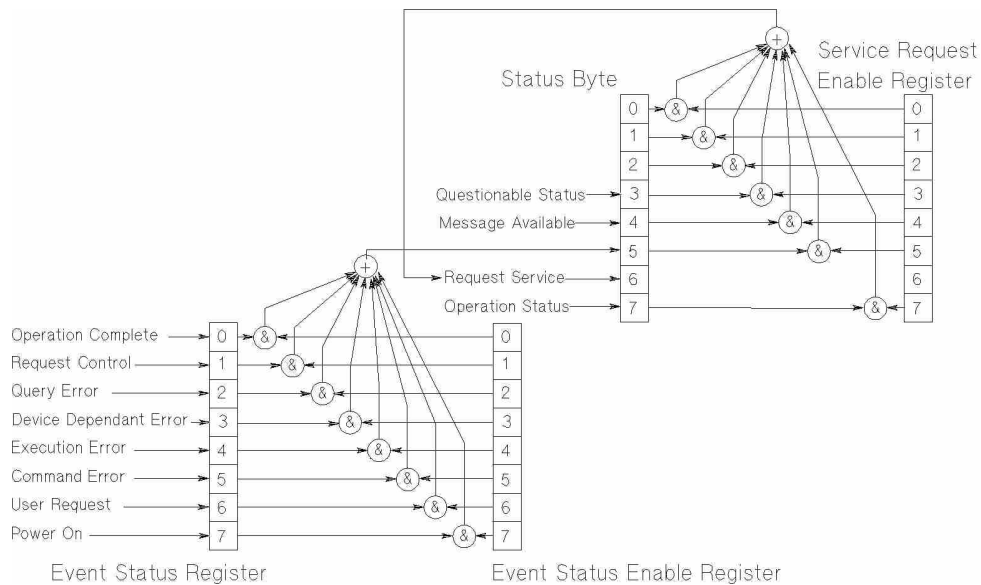 +
Service Request
Enable Register
Status Byte
0 & 0
1 & 1
2 & 2
Questionable Status 3 & 3
Message Available 4 & 4
5 & 5
Request Service 6 6
Operation Status 7 & 7
+
Operation Complete 0 & 0
Request Control 1 & 1
Query Error 2 & 2
Device Dependant Error 3 & 3
Execution Error 4 & 4
Command Error 5 & 5
User Request 6 & 6
Power On 7 & 7
Event Status Register
Event Status Enable Register